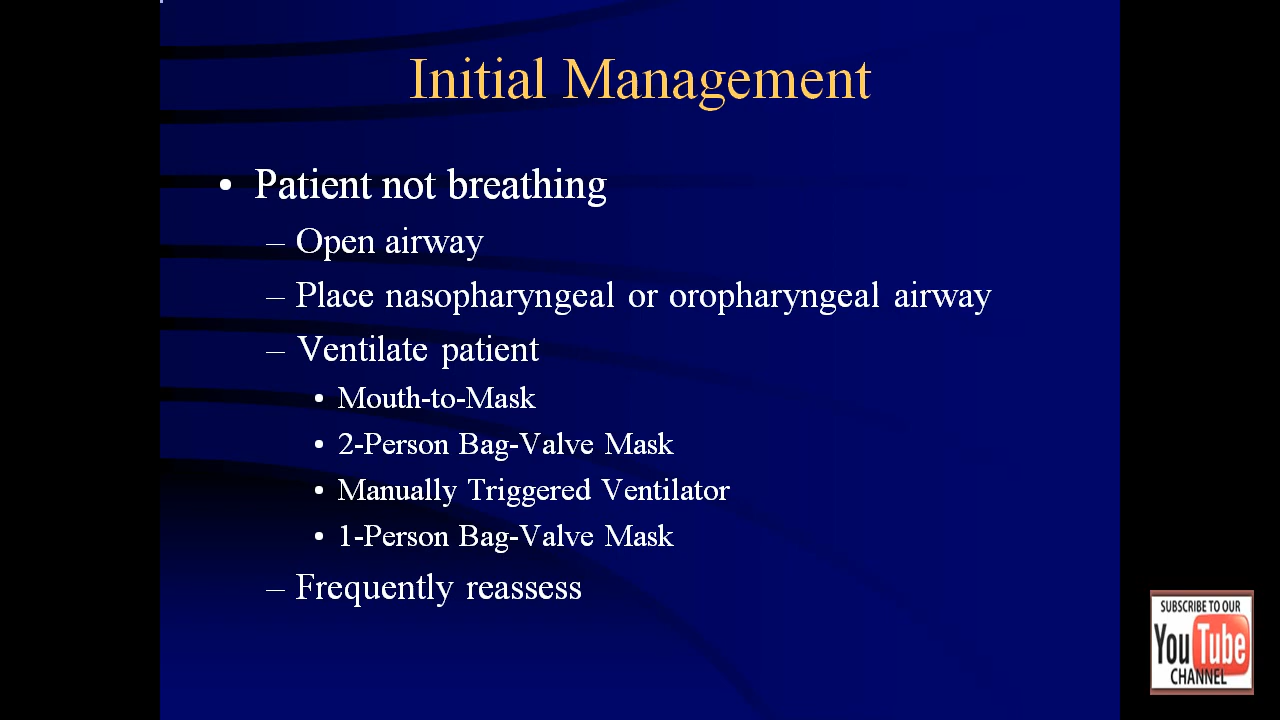 Initial Management
• Patient not breathing
– Open airway
– Place nasopharyngeal or oropharyngeal airway
– Ventilate patient
• Mouth-to-Mask
• 2-Person Bag-Valve Mask
• Manually Triggered Ventilator
• 1-Person Bag-Valve Mask
– Frequently reassess
SUBSCRIBE TO OUR
YouTube
CHANNEL